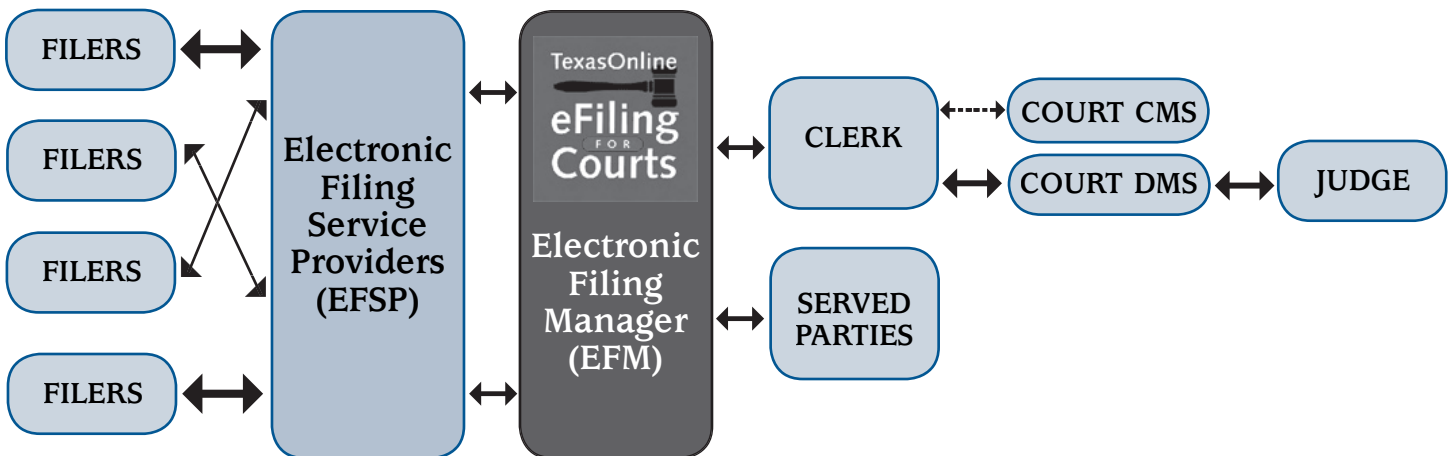 FILERS
FILERS
FILERS
FILERS
Electronic
Filing
Service
Providers
(EFSP)
TexasOnline
eFiling
FOR
Courts
Electronic
Filing
Manager
(EFM)
CLERK
SERVED
PARTIES
COURT CMS
COURT DMS
JUDGE